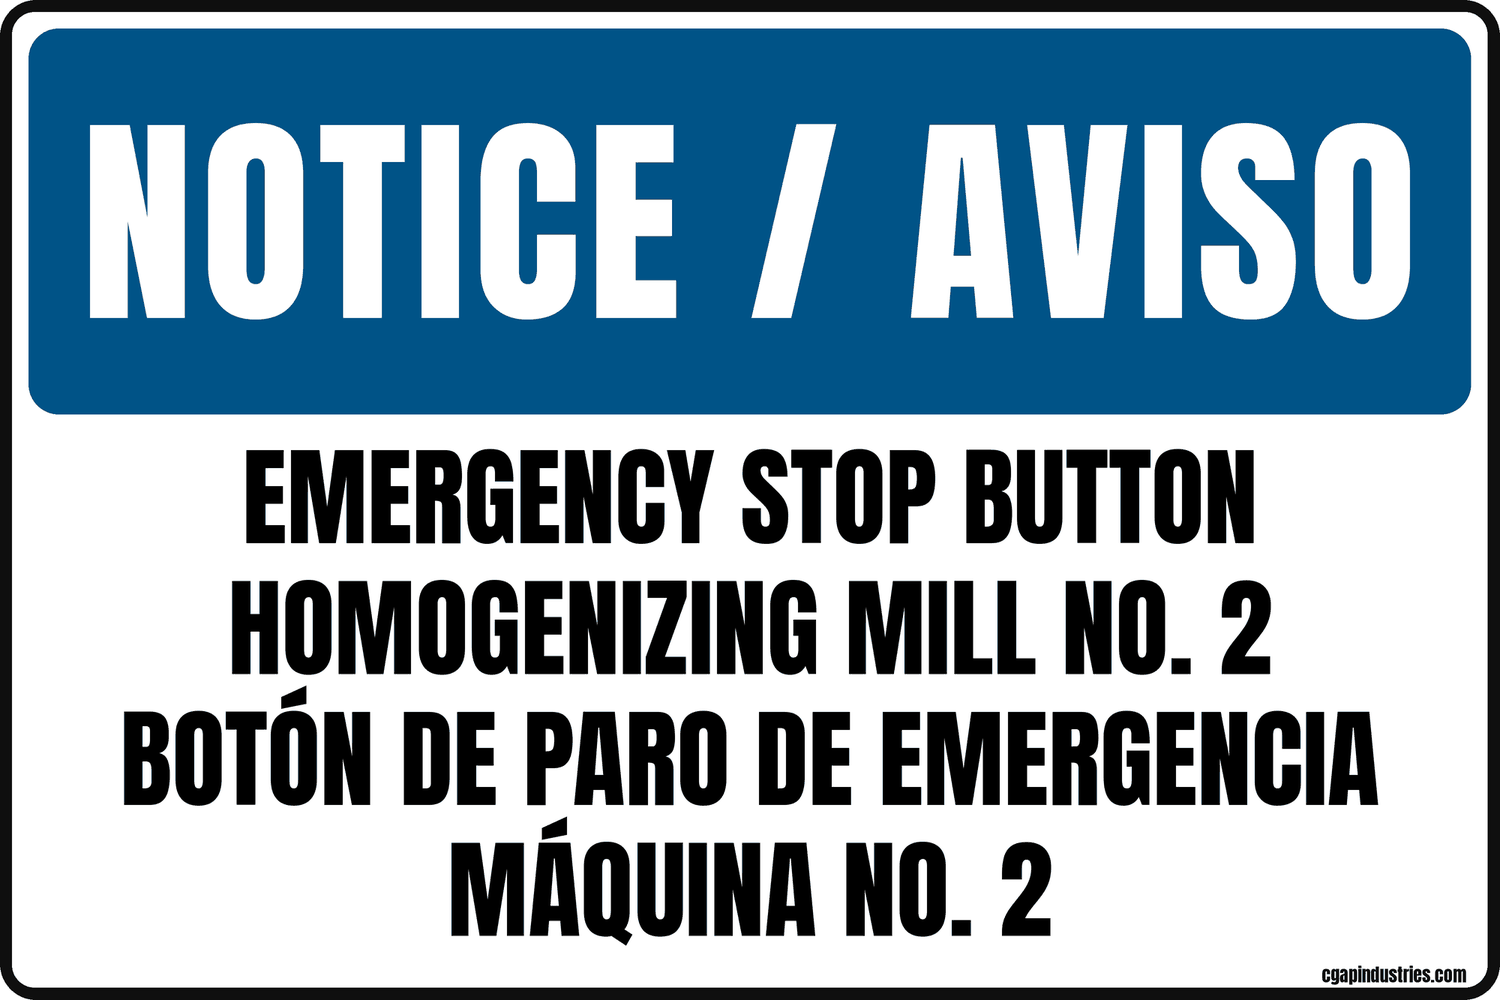 NOTICE / AVISO
EMERGENCY STOP BUTTON
HOMOGENIZING MILL NO. 2
BOTÓN DE PARO DE EMERGENCIA
MÁQUINA NO. 2
cgapindustries.com